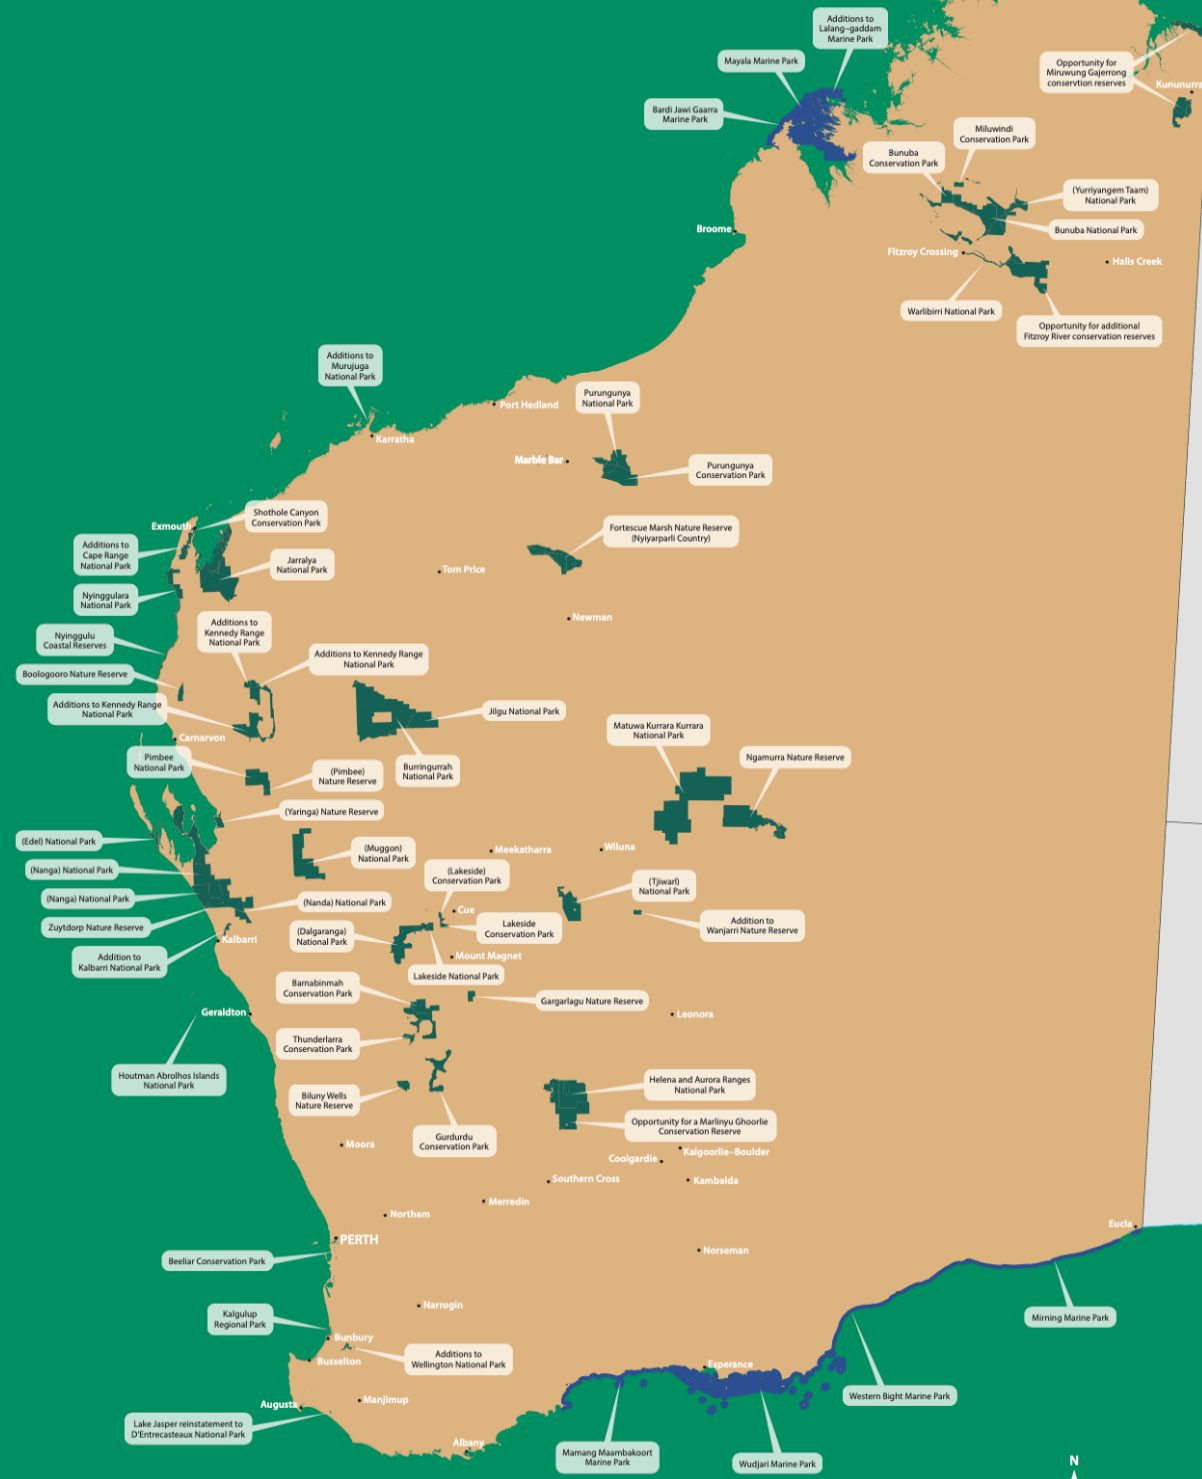 Additions to
Lalang–gaddam
Marine Park
Mayala Marine Park
Bardi Jawi Gaarra
Marine Park
Opportunity for
Miruwung Gajerrong
conservtion reserves
Kununurra
Miluwindi
Conservation Park
Bunuba
Conservation Park
(Yurriyangem Taam)
National Park
Bunuba National Park
Broome
Fitzroy Crossing
Halls Creek
Warlibirri National Park
Opportunity for additional
Fitzroy River conservation reserves
Additions to
Murujuga
National Park
Port Hedland
Purungunya
National Park
Karratha
Marble Bar
Purungunya
Conservation Park
Shothole Canyon
Conservation Park
Exmouth
Fortescue Marsh Nature Reserve
(Nyiyarparli Country)
Additions to
Cape Range
National Park
Jarralya
National Park
Tom Price
Nyinggulara
National Park
Newman
Additions to
Kennedy Range
National Park
Nyinggulu
Coastal Reserves
Additions to Kennedy Range
National Park
Boologooro Nature Reserve
Additions to Kennedy Range
National Park
Jilgu National Park
Matuwa Kurrara Kurrara
National Park
Carnarvon
Ngamurra Nature Reserve
Pimbee
National Park
(Pimbee)
Nature Reserve
Burringurrah
National Park
(Yaringa) Nature Reserve
(Edel) National Park
(Muggon)
National Park
Meekatharra
Wiluna
(Nanga) National Park
(Lakeside)
Conservation Park
(Tjiwarl)
National Park
(Nanga) National Park
(Nanda) National Park
Cue
Zuytdorp Nature Reserve
Lakeside
Conservation Park
Addition to
Wanjarri Nature Reserve
(Dalgaranga)
National Park
Kalbarri
Addition to
Kalbarri National Park
Mount Magnet
Lakeside National Park
Barnabinmah
Conservation Park
Gargarlagu Nature Reserve
Geraldton
Leonora
Thunderlarra
Conservation Park
Houtman Abrolhos Islands
National Park
Helena and Aurora Ranges
National Park
Biluny Wells
Nature Reserve
Opportunity for a Marlinyu Ghoorlie
Conservation Reserve
Gurdurdu
Conservation Park
Moora
Kalgoorlie–Boulder
Coolgardie
Southern Cross
Kambalda
Merredin
Northam
Eucla
PERTH
Norseman
Beeliar Conservation Park
Narrogin
Kalgulup
Regional Park
Mirning Marine Park
Bunbury
Additions to
Wellington National Park
Busselton
Esperance
Western Bight Marine Park
Manjimup
Augusta
Lake Jasper reinstatement to
D'Entrecasteaux National Park
Albany
Mamang Maambakoort
Marine Park
Wudjari Marine Park
N